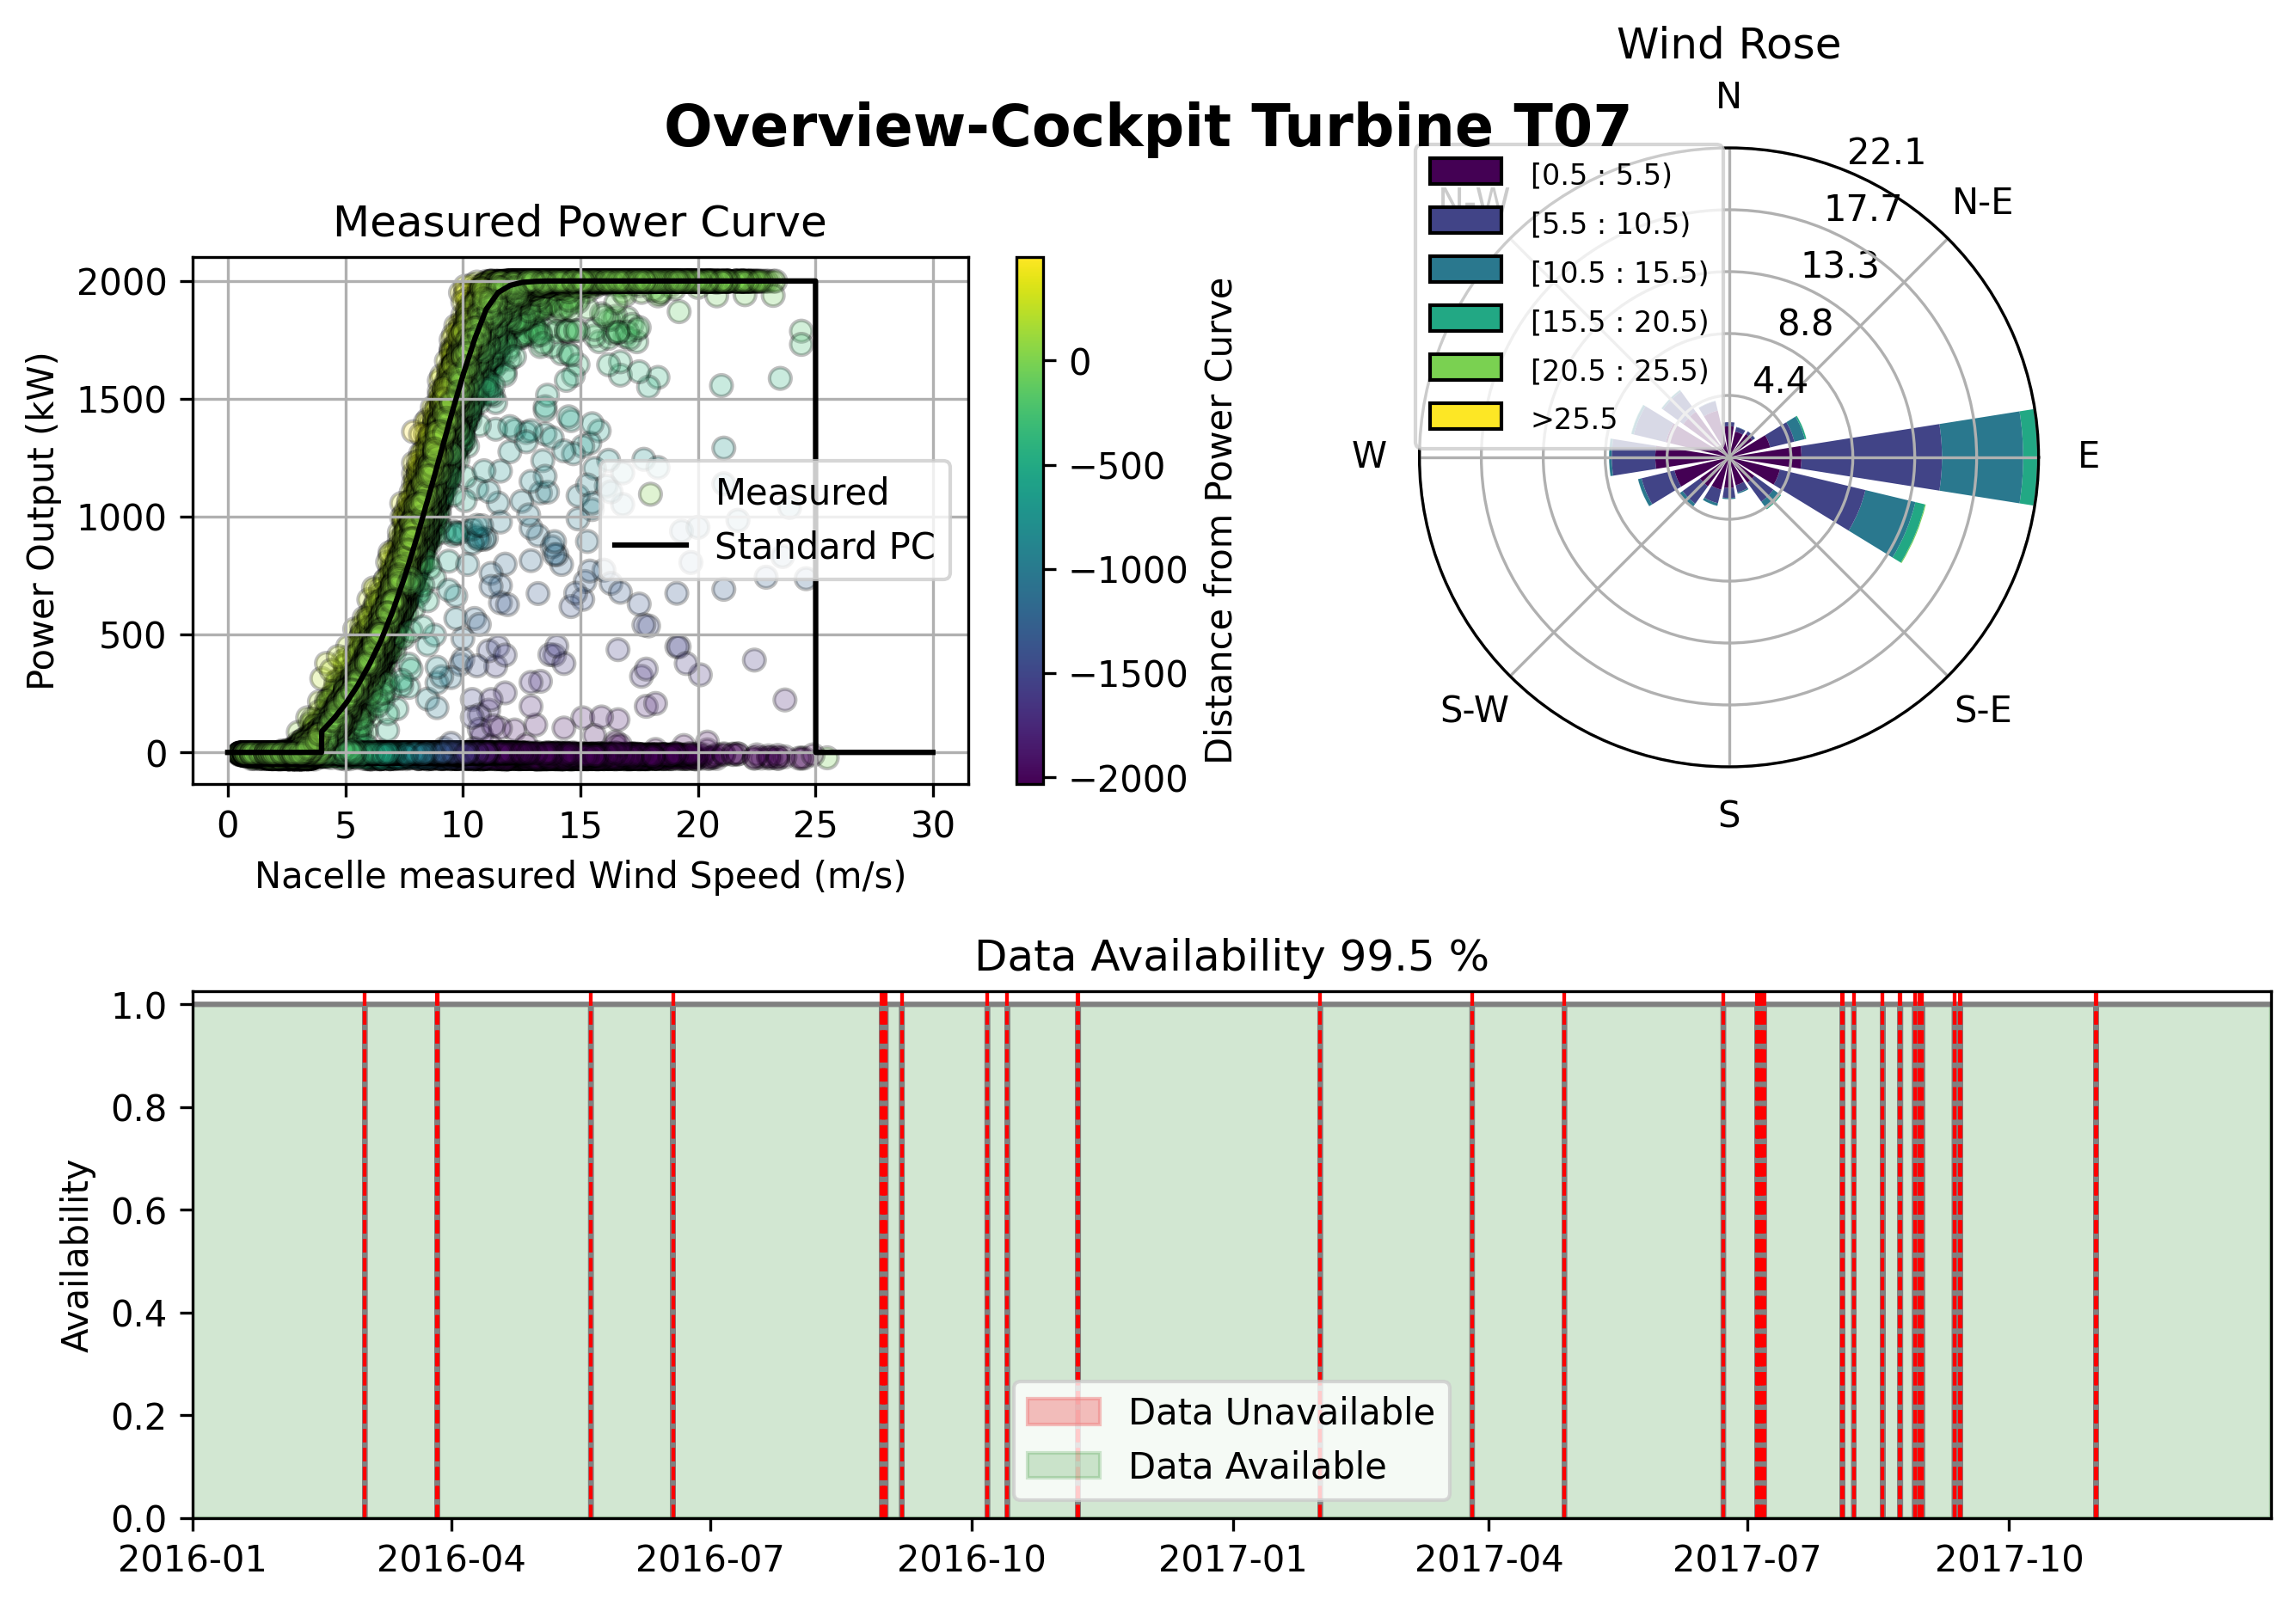 Wind Rose
N
Overview-Cockpit Turbine T07
22.1
[0.5 : 5.5)
N-W
N-E
17.7
[5.5 : 10.5)
13.3
[10.5 : 15.5)
8.8
[15.5 : 20.5)
4.4
[20.5 : 25.5)
>25.5
W
E
S-W
S-E
S
Measured Power Curve
2000
1500
1000
500
0
Power Output (kW)
Measured
Standard PC
0 5 10 15 20 25 30
Nacelle measured Wind Speed (m/s)
0
−500
−1000
−1500
−2000
Distance from Power Curve
Data Availability 99.5 %
1.0
0.8
0.6
0.4
0.2
0.0
Availability
Data Unavailable
Data Available
2016-01 2016-04 2016-07 2016-10 2017-01 2017-04 2017-07 2017-10